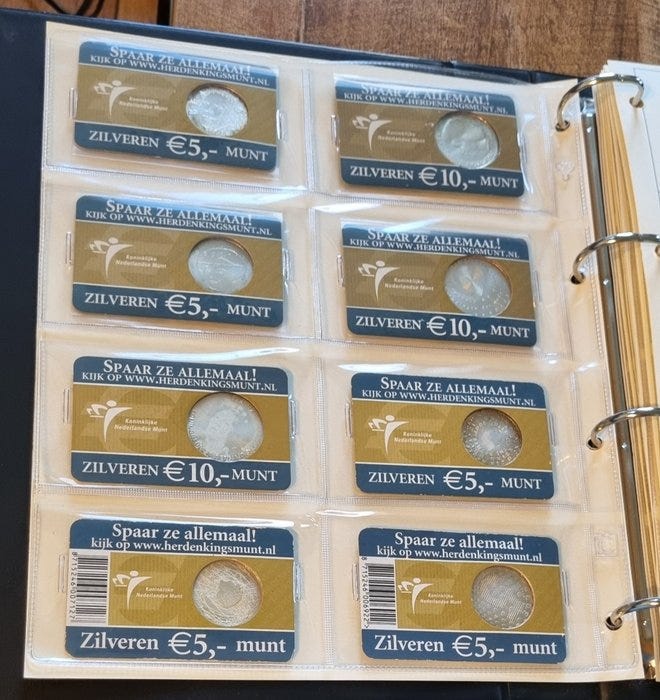 SPAAR ZE ALLEMAAL!
KIJK OP WWW.HERDENKINGSMUNT.NL
Koninklijke
Nederlandse Munt
ZILVEREN €5,- MUNT
SPAAR ZE ALLEMAAL!
KIJK OP WWW.HERDENKINGSMUNT.NL
Koninklijke
Nederlandse Munt
ZILVEREN €10,- MUNT
SPAAR ZE ALLEMAAL!
KIJK OP WWW.HERDENKINGSMUNT.NL
Koninklijke
Nederlandse Munt
ZILVEREN €5,- MUNT
SPAAR ZE ALLEMAAL!
KIJK OP WWW.HERDENKINGSMUNT.NL
Koninklijke
Nederlandse Munt
ZILVEREN €10,- MUNT
SPAAR ZE ALLEMAAL!
KIJK OP WWW.HERDENKINGSMUNT.NL
Koninklijke
Nederlandse Munt
ZILVEREN €10,- MUNT
SPAAR ZE ALLEMAAL!
KIJK OP WWW.HERDENKINGSMUNT.NL
Koninklijke
Nederlandse Munt
ZILVEREN €5,- MUNT
Spaar ze allemaal!
kijk op www.herdenkingsmunt.nl
Koninklijke
Nederlandse Munt
Zilveren €5,- munt
Spaar ze allemaal!
kijk op www.herdenkingsmunt.nl
Koninklijke
Nederlandse Munt
Zilveren €5,- munt